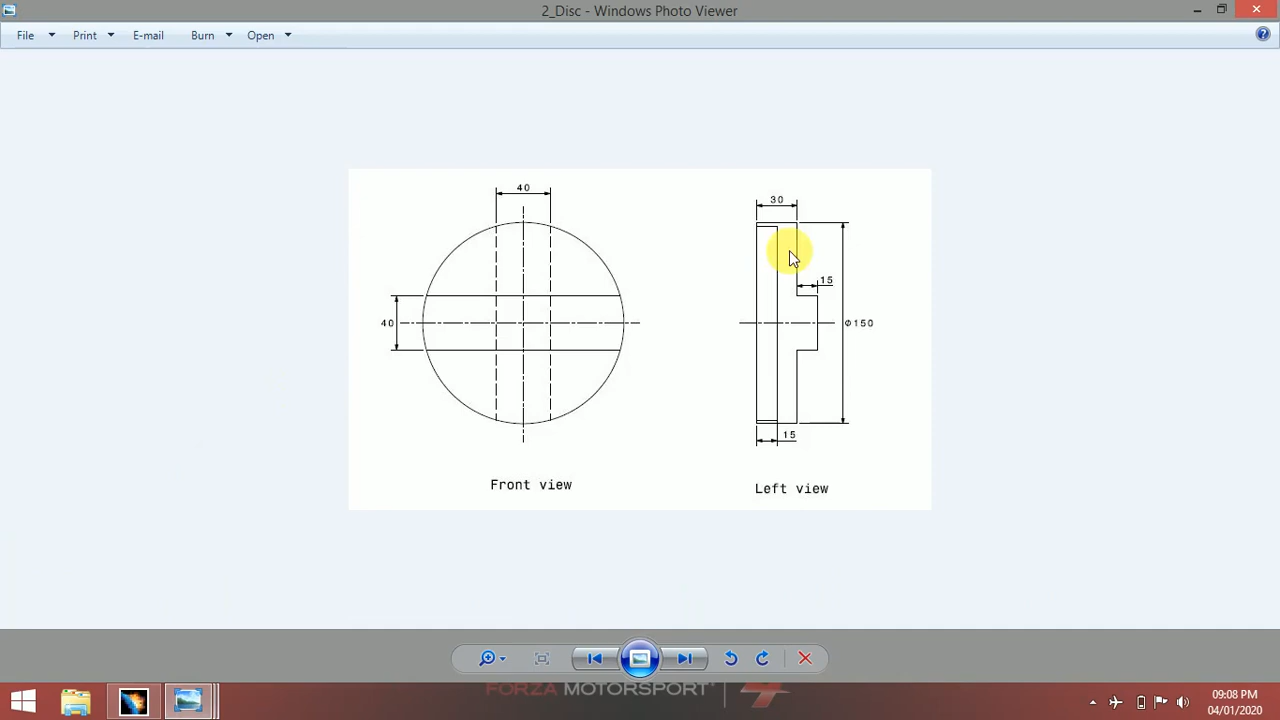 2_Disc - Windows Photo Viewer
File Print E-mail Burn Open
40
30
15
40
Φ150
15
Front view
Left view
FORZA MOTORSPORT
09:08 PM
04/01/2020